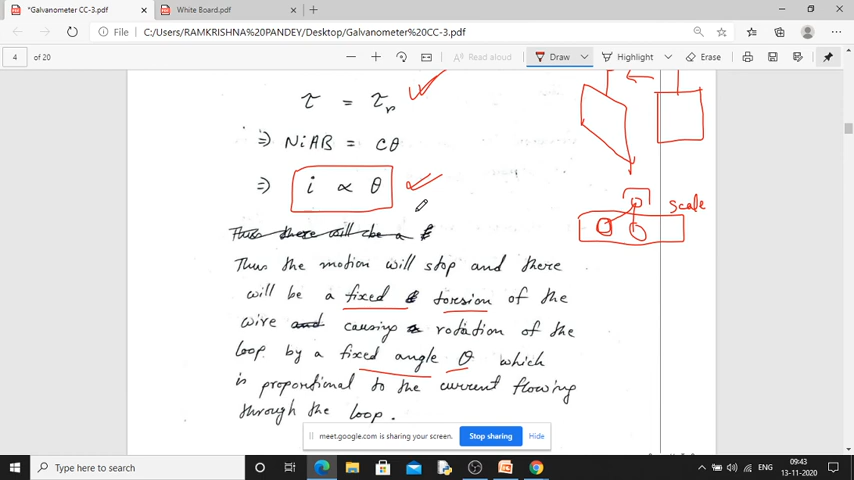 *Galvanometer CC-3.pdf
White Board.pdf
C:/Users/RAMKRISHNA PANDEY/Desktop/Galvanometer%20CC-3.pdf
4 of 20
Read aloud
Draw
Highlight
Erase
τ = τr
⇒ NiAB = Cθ
⇒ i ∝ θ
scale
Thus there will be a
Thus the motion will stop and there
will be a fixed torsion of the
wire and causing rotation of the
loop by a fixed angle θ which
is proportional to the current flowing
through the loop.
meet.google.com is sharing your screen.
Stop sharing
Hide
Type here to search
ENG
09:43
13-11-2020